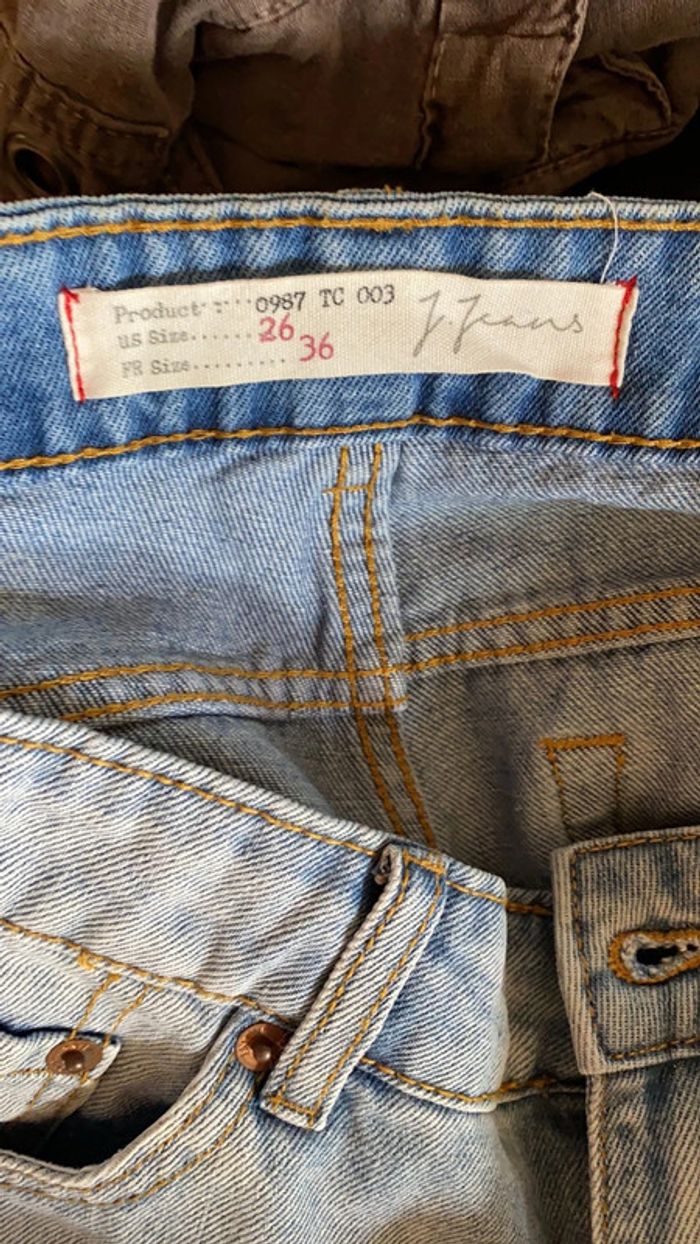 Product : ... 0987 TC 003
J.Jeans
US Size...... 26
FR Size......... 36